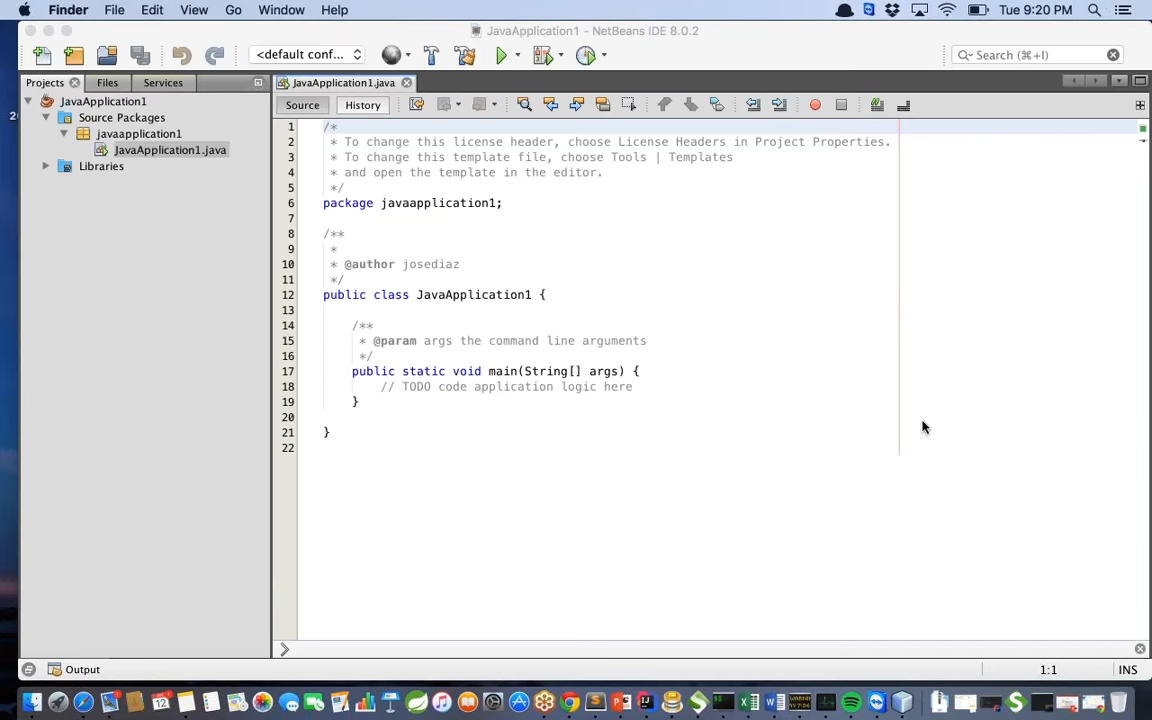 Finder File Edit View Go Window Help Tue 9:20 PM
JavaApplication1 - NetBeans IDE 8.0.2
<default conf... Search (⌘+I)
Projects Files Services JavaApplication1.java
Source History
JavaApplication1
Source Packages
javaapplication1
JavaApplication1.java
Libraries
1 /*
2 * To change this license header, choose License Headers in Project Properties.
3 * To change this template file, choose Tools | Templates
4 * and open the template in the editor.
5 */
6 package javaapplication1;
7
8 /**
9 *
10 * @author josediaz
11 */
12 public class JavaApplication1 {
13
14 /**
15 * @param args the command line arguments
16 */
17 public static void main(String[] args) {
18 // TODO code application logic here
19 }
20
21 }
22
Output 1:1 INS